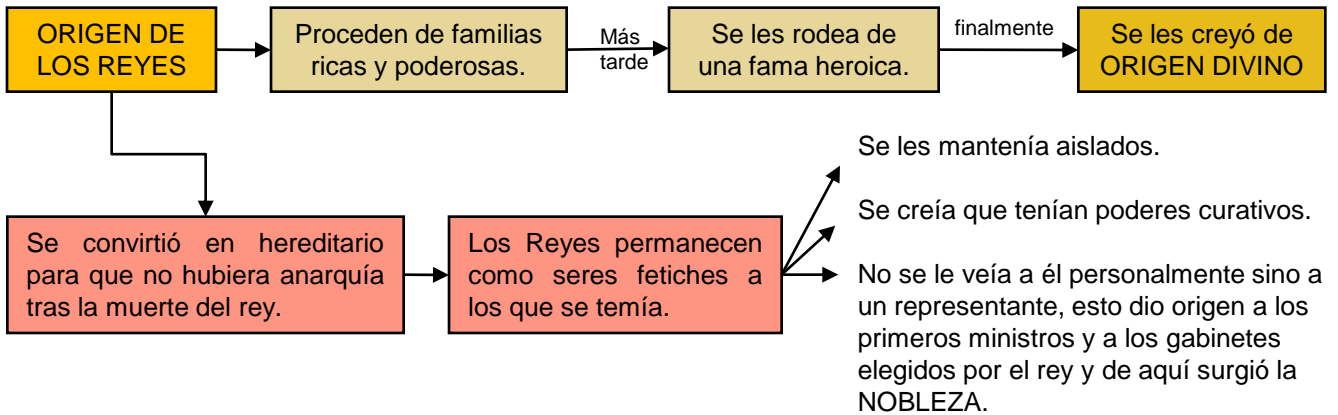 ORIGEN DE
LOS REYES
Proceden de familias
ricas y poderosas.
Más
tarde
Se les rodea de
una fama heroica.
finalmente
Se les creyó de
ORIGEN DIVINO
Se convirtió en hereditario
para que no hubiera anarquía
tras la muerte del rey.
Los Reyes permanecen
como seres fetiches a
los que se temía.
Se les mantenía aislados.
Se creía que tenían poderes curativos.
No se le veía a él personalmente sino a
un representante, esto dio origen a los
primeros ministros y a los gabinetes
elegidos por el rey y de aquí surgió la
NOBLEZA.